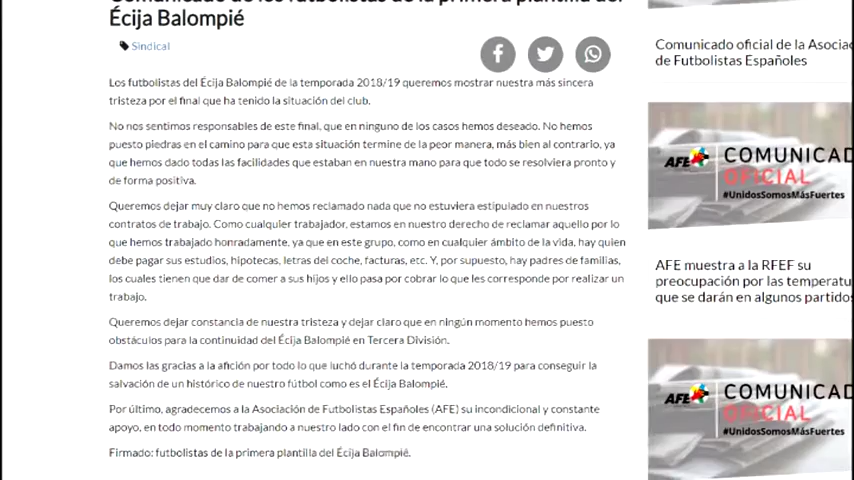 Comunicado de los futbolistas de la primera plantilla del
Écija Balompié
Sindical
Los futbolistas del Écija Balompié de la temporada 2018/19 queremos mostrar nuestra más sincera
tristeza por el final que ha tenido la situación del club.
No nos sentimos responsables de este final, que en ninguno de los casos hemos deseado. No hemos
puesto piedras en el camino para que esta situación termine de la peor manera, más bien al contrario, ya
que hemos dado todas las facilidades que estaban en nuestra mano para que todo se resolviera pronto y
de forma positiva.
Queremos dejar muy claro que no hemos reclamado nada que no estuviera estipulado en nuestros
contratos de trabajo. Como cualquier trabajador, estamos en nuestro derecho de reclamar aquello por lo
que hemos trabajado honradamente, ya que en este grupo, como en cualquier ámbito de la vida, hay quien
debe pagar sus estudios, hipotecas, letras del coche, facturas, etc. Y, por supuesto, hay padres de familias,
los cuales tienen que dar de comer a sus hijos y ello pasa por cobrar lo que les corresponde por realizar un
trabajo.
Queremos dejar constancia de nuestra tristeza y dejar claro que en ningún momento hemos puesto
obstáculos para la continuidad del Écija Balompié en Tercera División.
Damos las gracias a la afición por todo lo que luchó durante la temporada 2018/19 para conseguir la
salvación de un histórico de nuestro fútbol como es el Écija Balompié.
Por último, agradecemos a la Asociación de Futbolistas Españoles (AFE) su incondicional y constante
apoyo, en todo momento trabajando a nuestro lado con el fin de encontrar una solución definitiva.
Firmado: futbolistas de la primera plantilla del Écija Balompié.
Comunicado oficial de la Asociac
de Futbolistas Españoles
AFE
COMUNICAD
OFICIAL
#UnidosSomosMásFuertes
AFE muestra a la RFEF su
preocupación por las temperatu
que se darán en algunos partidos
AFE
COMUNICAD
OFICIAL
#UnidosSomosMásFuertes